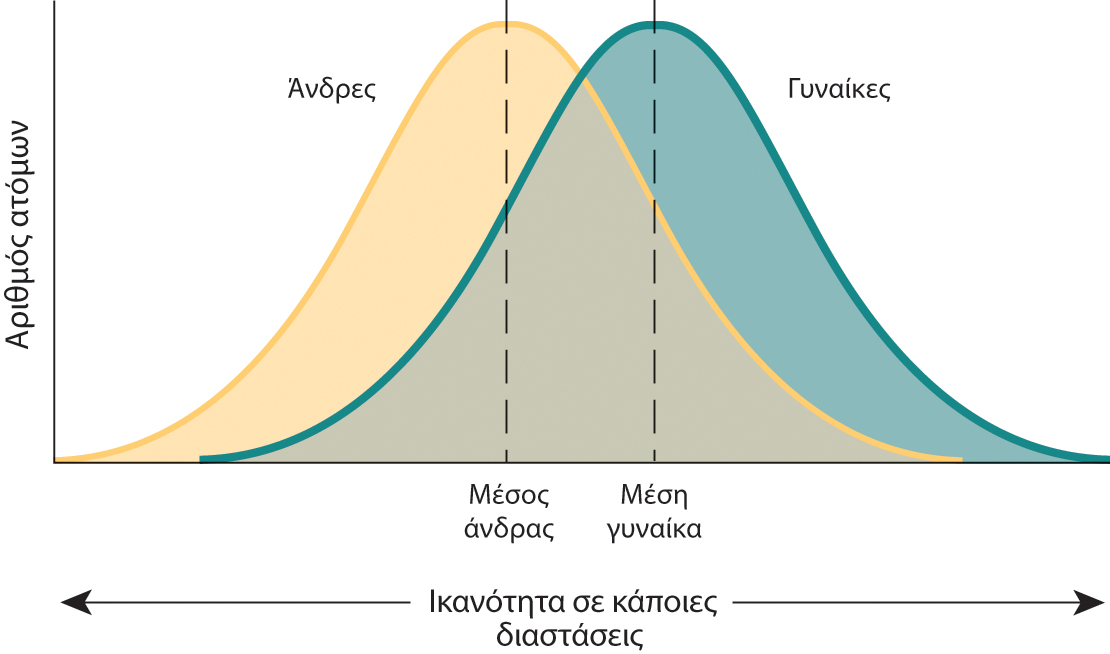 Άνδρες
Γυναίκες
Αριθμός ατόμων
Μέσος
άνδρας
Μέση
γυναίκα
Ικανότητα σε κάποιες
διαστάσεις